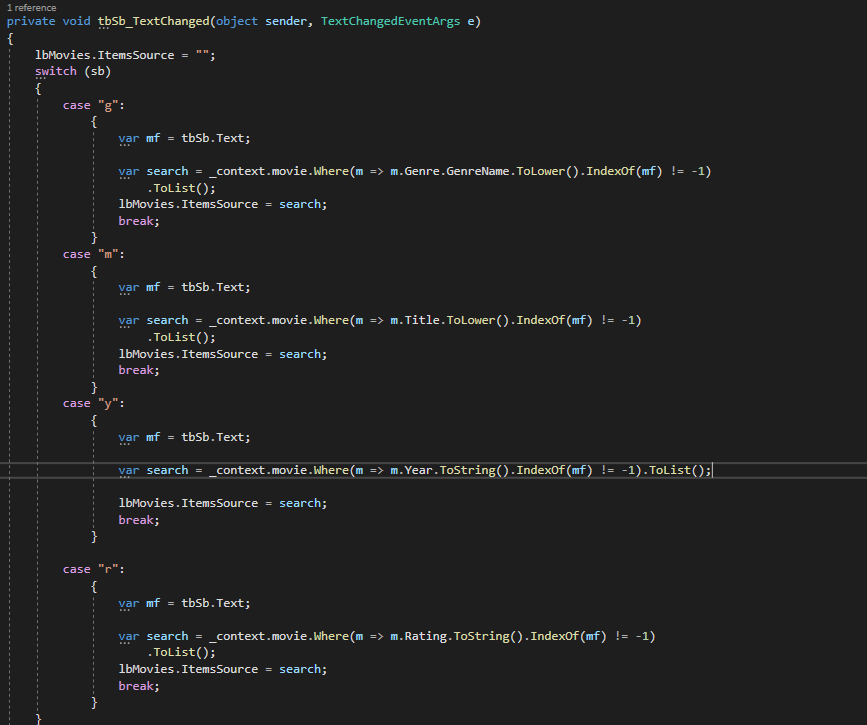 1 reference
private void tbSb_TextChanged(object sender, TextChangedEventArgs e)
{
    lbMovies.ItemsSource = "";
    switch (sb)
    {
        case "g":
            {
                var mf = tbSb.Text;

                var search = _context.movie.Where(m => m.Genre.GenreName.ToLower().IndexOf(mf) != -1)
                    .ToList();
                lbMovies.ItemsSource = search;
                break;
            }
        case "m":
            {
                var mf = tbSb.Text;

                var search = _context.movie.Where(m => m.Title.ToLower().IndexOf(mf) != -1)
                    .ToList();
                lbMovies.ItemsSource = search;
                break;
            }
        case "y":
            {
                var mf = tbSb.Text;

                var search = _context.movie.Where(m => m.Year.ToString().IndexOf(mf) != -1).ToList();

                lbMovies.ItemsSource = search;
                break;
            }

        case "r":
            {
                var mf = tbSb.Text;

                var search = _context.movie.Where(m => m.Rating.ToString().IndexOf(mf) != -1)
                    .ToList();
                lbMovies.ItemsSource = search;
                break;
            }
    }